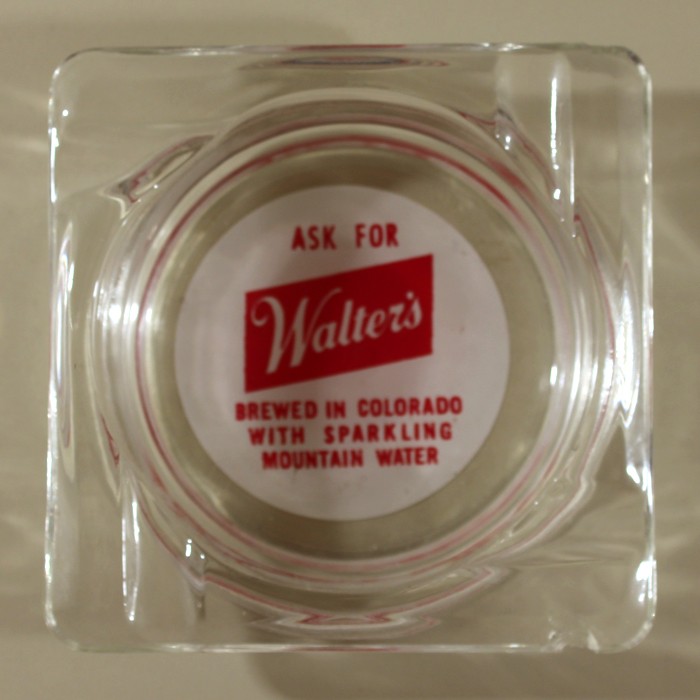 ASK FOR
Walter's
BREWED IN COLORADO
WITH SPARKLING
MOUNTAIN WATER